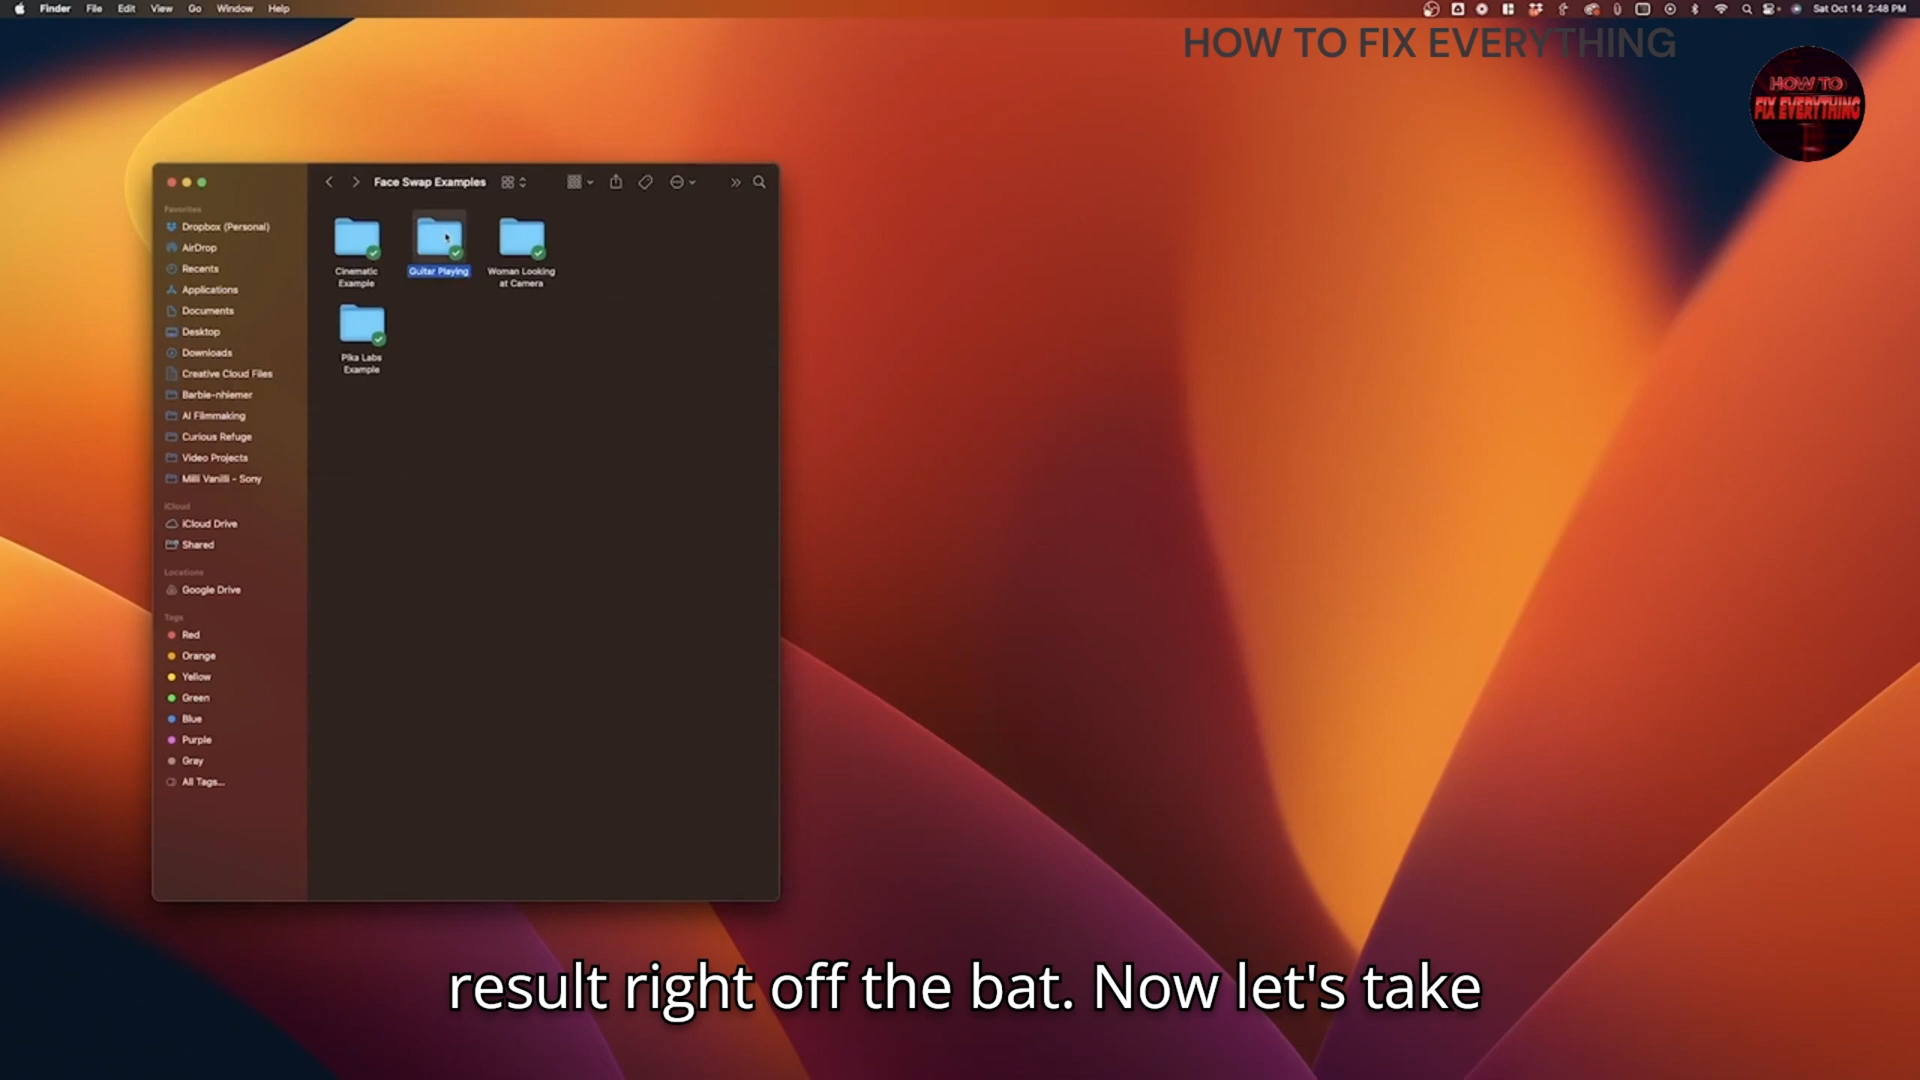 Finder File Edit View Go Window Help
Sat Oct 14 2:48 PM
HOW TO FIX EVERYTHING
HOW TO
FIX EVERYTHING
Face Swap Examples
Favorites
Dropbox (Personal)
AirDrop
Recents
Applications
Documents
Desktop
Downloads
Creative Cloud Files
Barbie-nhiemer
AI Filmmaking
Curious Refuge
Video Projects
Milli Vanilli - Sony
iCloud
iCloud Drive
Shared
Locations
Google Drive
Tags
Red
Orange
Yellow
Green
Blue
Purple
Gray
All Tags...
Cinematic
Example
Guitar Playing
Woman Looking
at Camera
Pika Labs
Example
result right off the bat. Now let's take